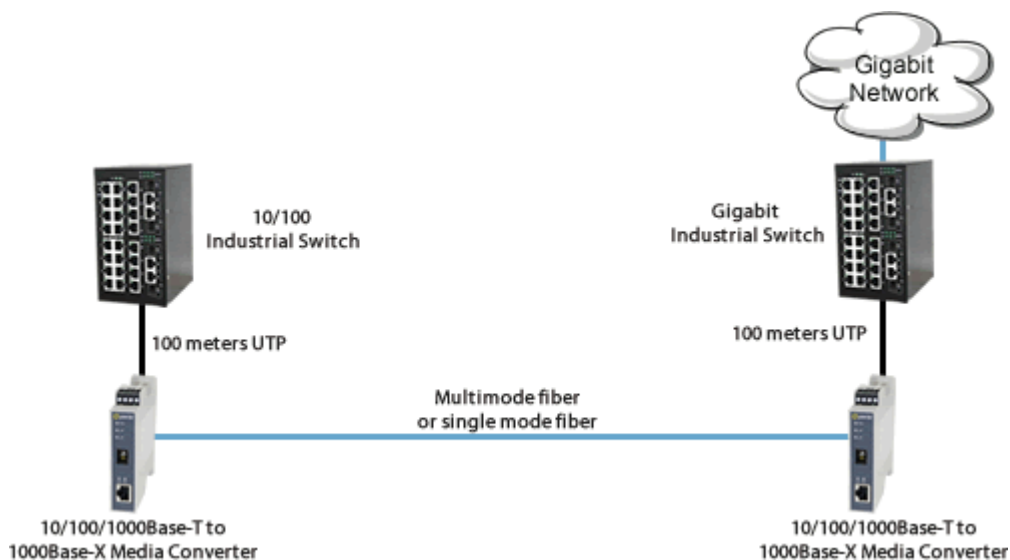 Gigabit
Network
10/100
Industrial Switch
Gigabit
Industrial Switch
100 meters UTP
100 meters UTP
Multimode fiber
or single mode fiber
10/100/1000Base-T to
1000Base-X Media Converter
10/100/1000Base-T to
1000Base-X Media Converter